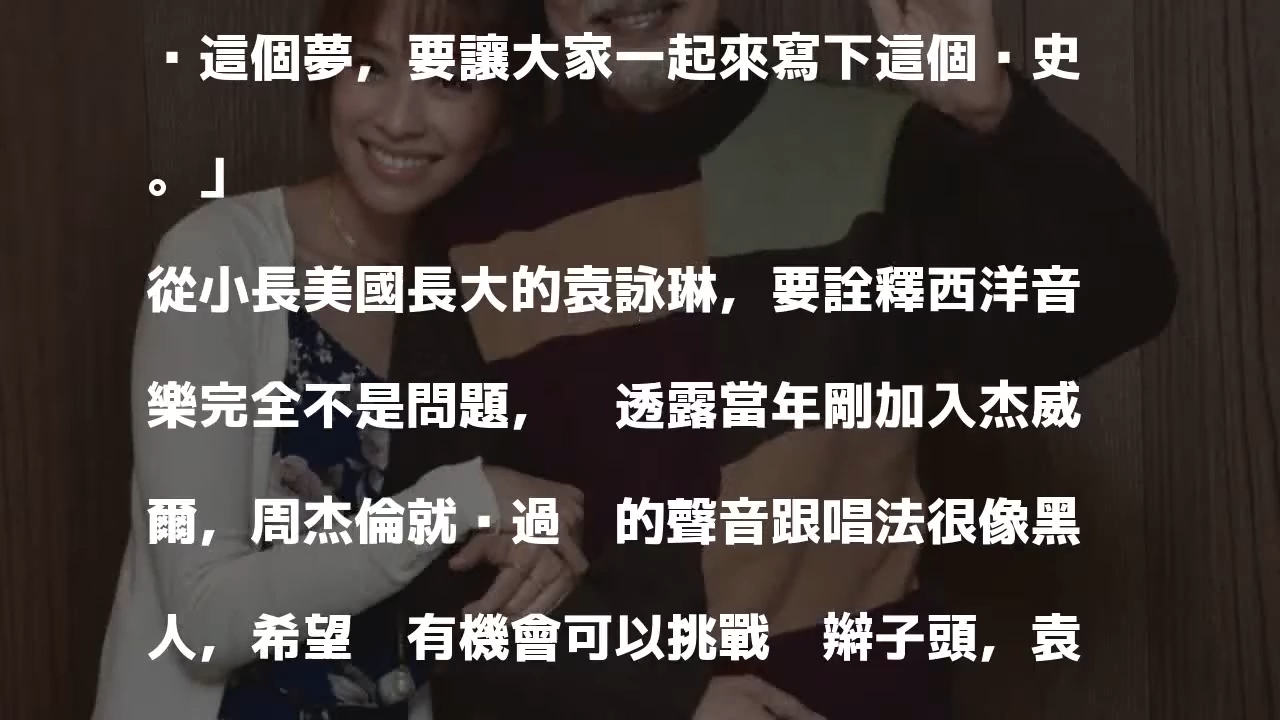 ▪這個夢，要讓大家一起來寫下這個▪史
。」
從小長美國長大的袁詠琳，要詮釋西洋音
樂完全不是問題，　透露當年剛加入杰威
爾，周杰倫就▪過　的聲音跟唱法很像黑
人，希望　有機會可以挑戰　辮子頭，袁